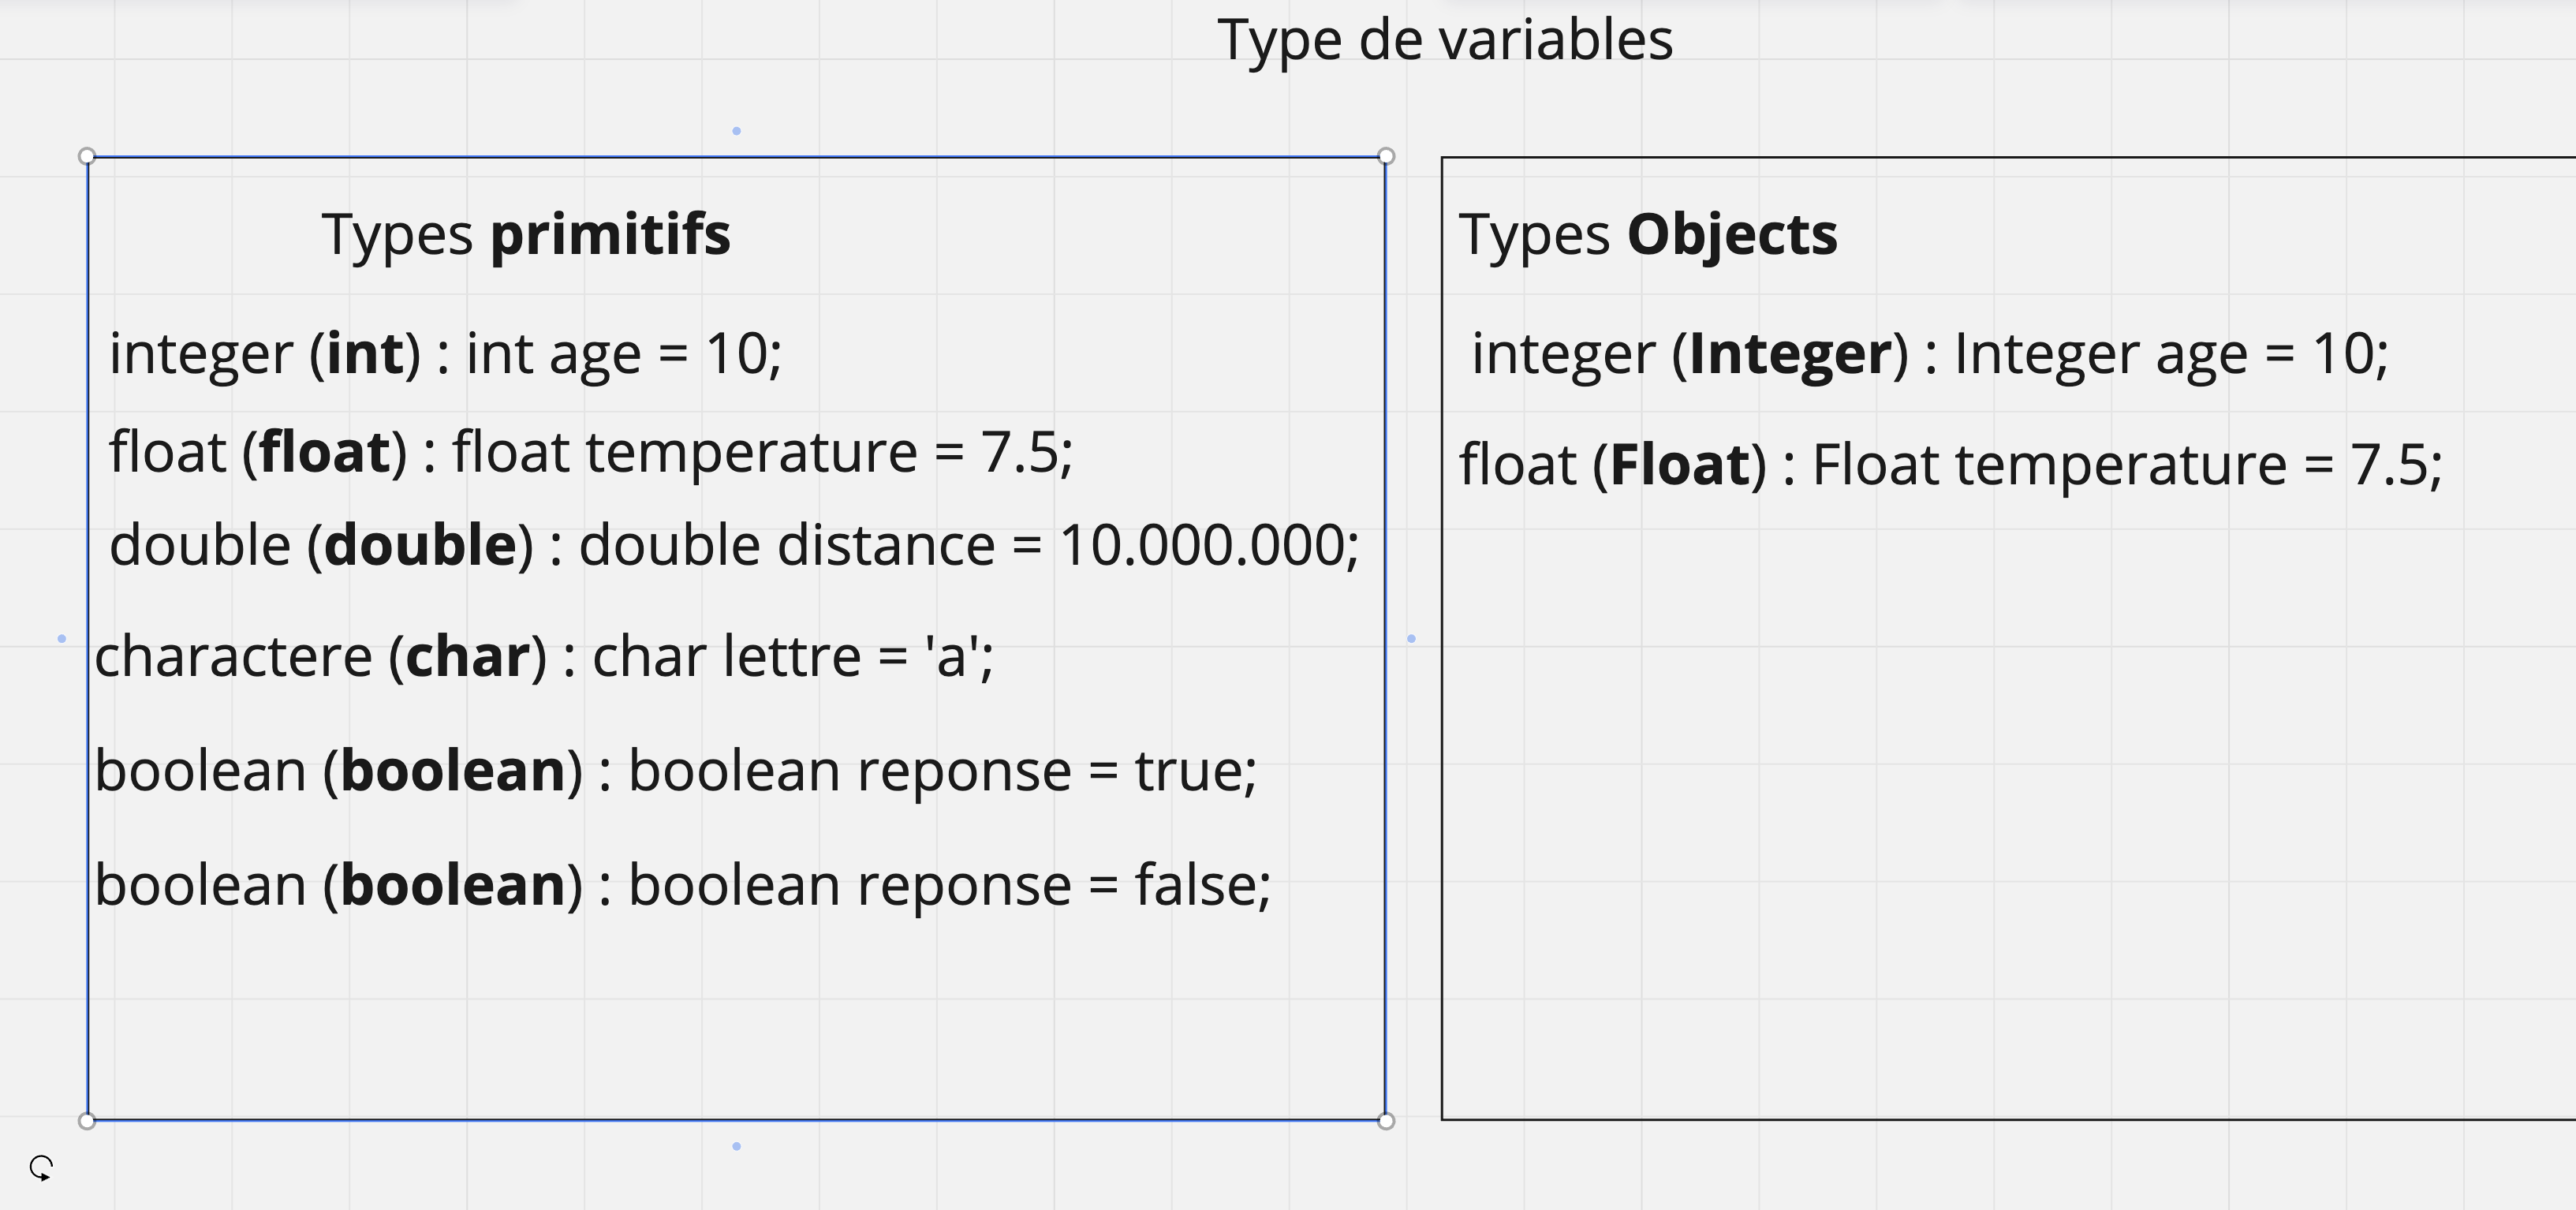 Type de variables
Types primitifs
integer (int) : int age = 10;
float (float) : float temperature = 7.5;
double (double) : double distance = 10.000.000;
charactere (char) : char lettre = 'a';
boolean (boolean) : boolean reponse = true;
boolean (boolean) : boolean reponse = false;
Types Objects
integer (Integer) : Integer age = 10;
float (Float) : Float temperature = 7.5;